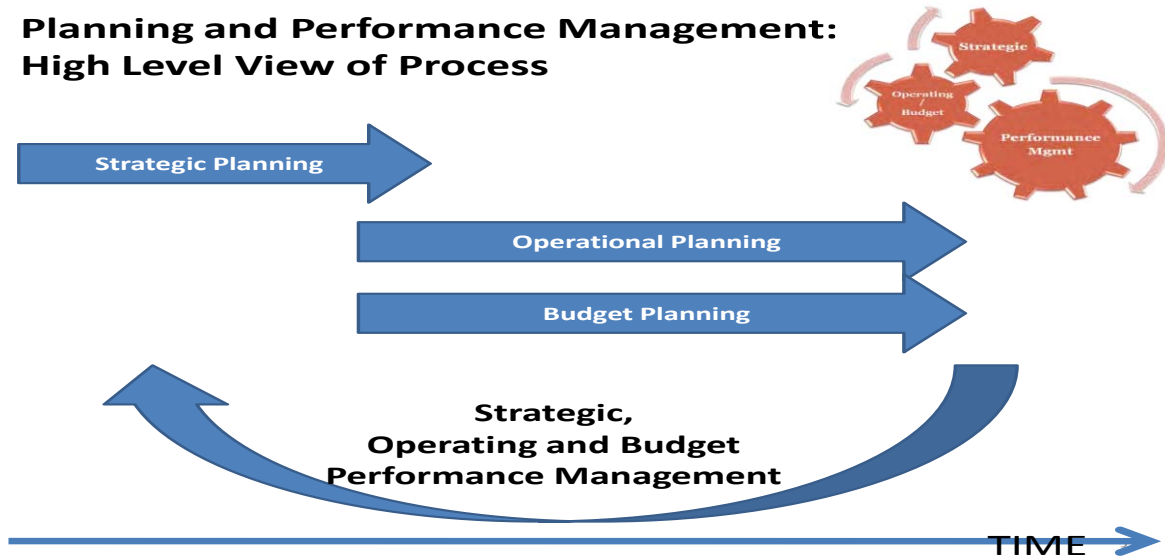 Planning and Performance Management:
High Level View of Process
Strategic
Operating
/
Budget
Performance
Mgmt
Strategic Planning
Operational Planning
Budget Planning
Strategic,
Operating and Budget
Performance Management
TIME